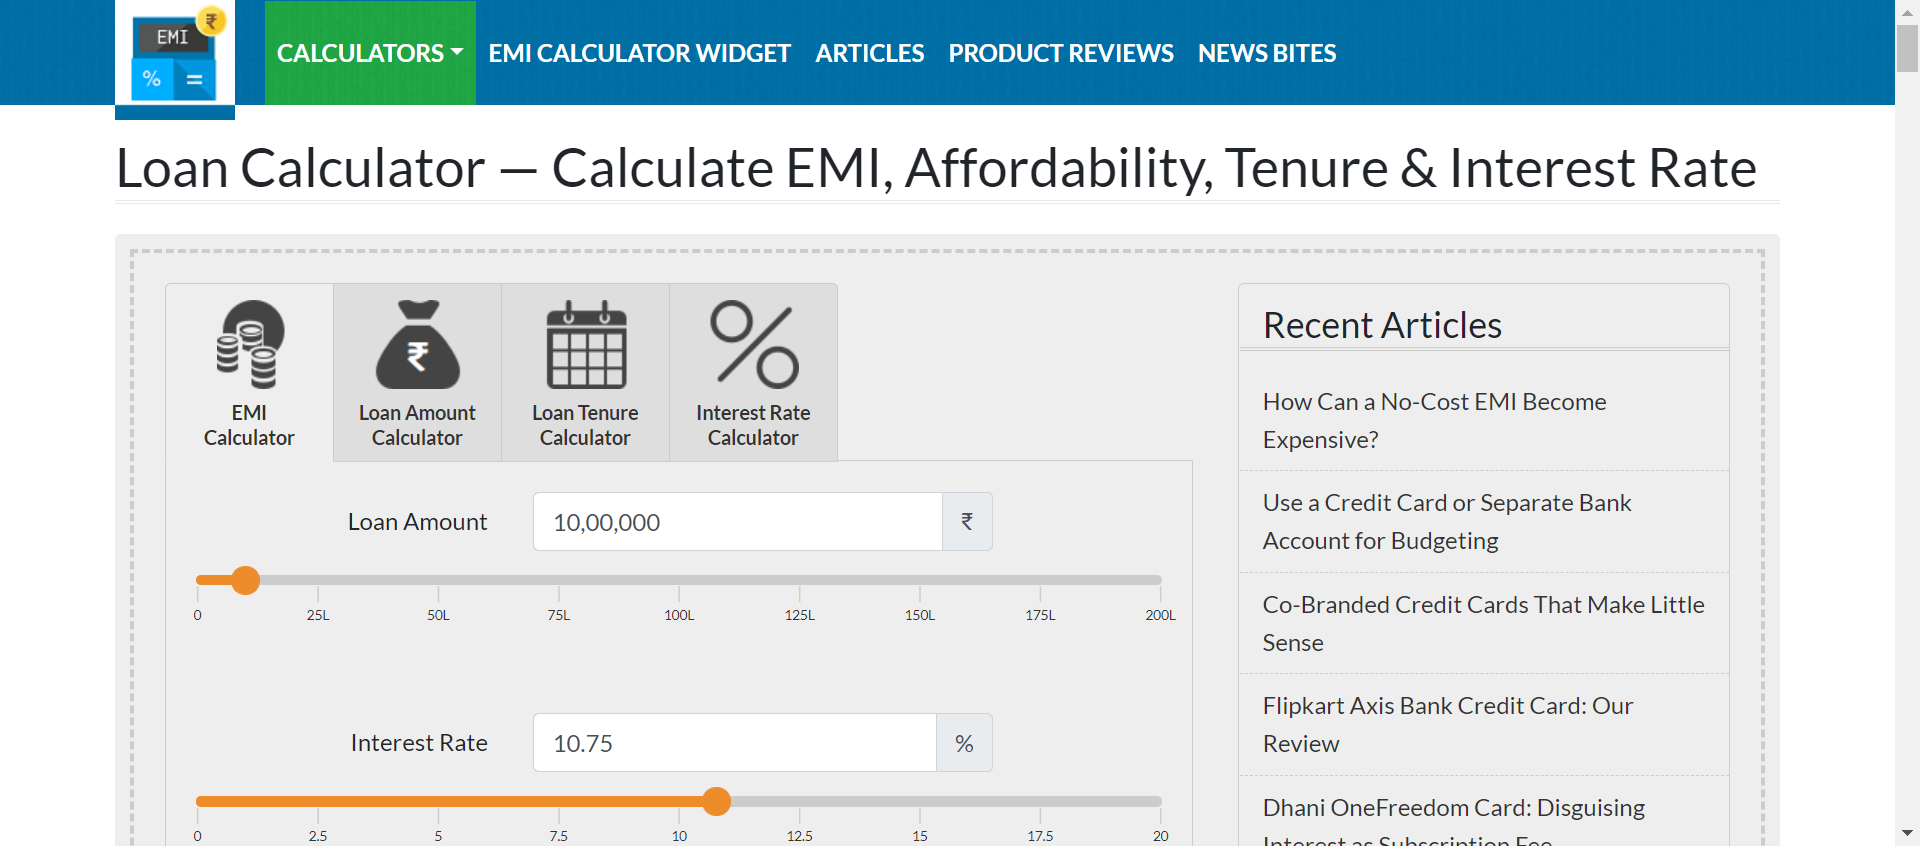 EMI
₹
%
=
CALCULATORS
EMI CALCULATOR WIDGET
ARTICLES
PRODUCT REVIEWS
NEWS BITES
Loan Calculator — Calculate EMI, Affordability, Tenure & Interest Rate
EMI
Calculator
₹
Loan Amount
Calculator
Loan Tenure
Calculator
Interest Rate
Calculator
Loan Amount
10,00,000
₹
0 25L 50L 75L 100L 125L 150L 175L 200L
Interest Rate
10.75
%
0 2.5 5 7.5 10 12.5 15 17.5 20
Recent Articles
How Can a No-Cost EMI Become
Expensive?
Use a Credit Card or Separate Bank
Account for Budgeting
Co-Branded Credit Cards That Make Little
Sense
Flipkart Axis Bank Credit Card: Our
Review
Dhani OneFreedom Card: Disguising
Interest as Subscription Fee